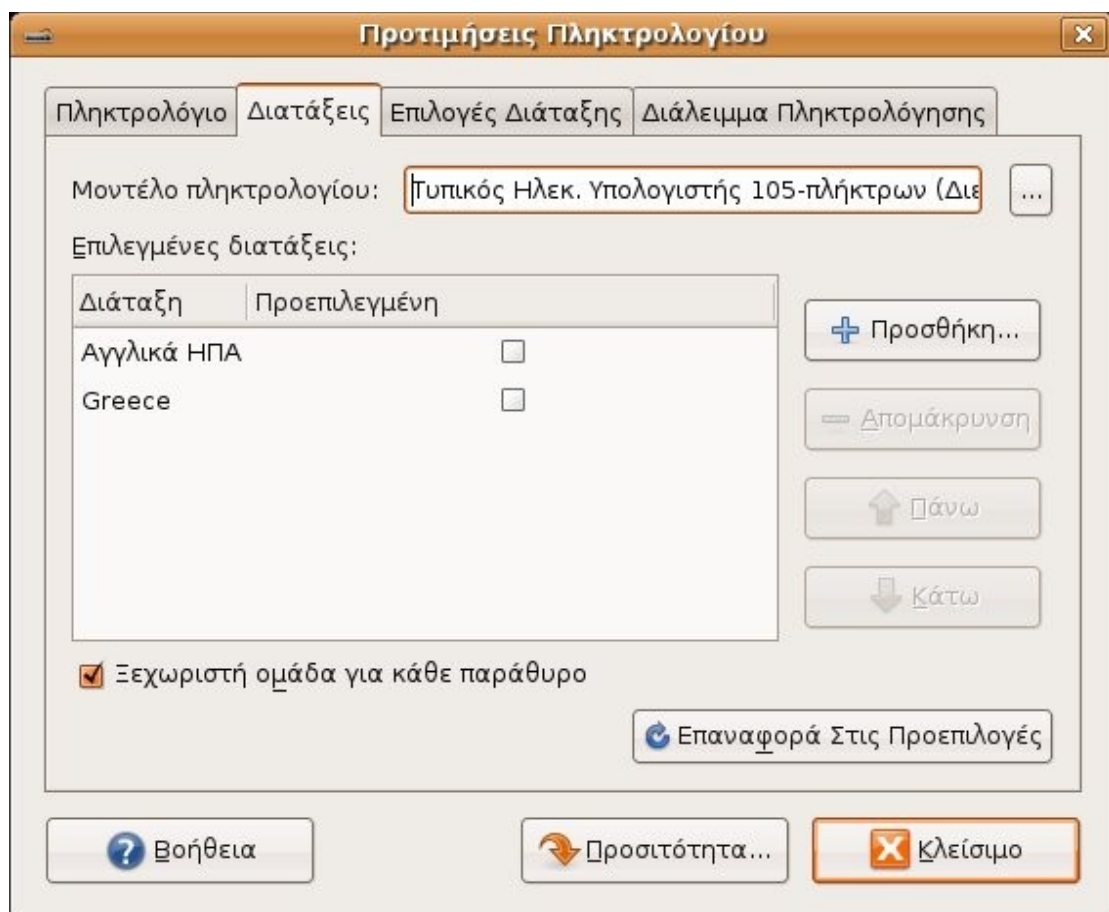 Προτιμήσεις Πληκτρολογίου
Πληκτρολόγιο Διατάξεις Επιλογές Διάταξης Διάλειμμα Πληκτρολόγησης
Μοντέλο πληκτρολογίου: Τυπικός Ηλεκ. Υπολογιστής 105-πλήκτρων (Διε ...
Επιλεγμένες διατάξεις:
Διάταξη Προεπιλεγμένη
Αγγλικά ΗΠΑ
Greece
Προσθήκη...
Απομάκρυνση
Πάνω
Κάτω
Ξεχωριστή ομάδα για κάθε παράθυρο
Επαναφορά Στις Προεπιλογές
Βοήθεια Προσιτότητα... Κλείσιμο